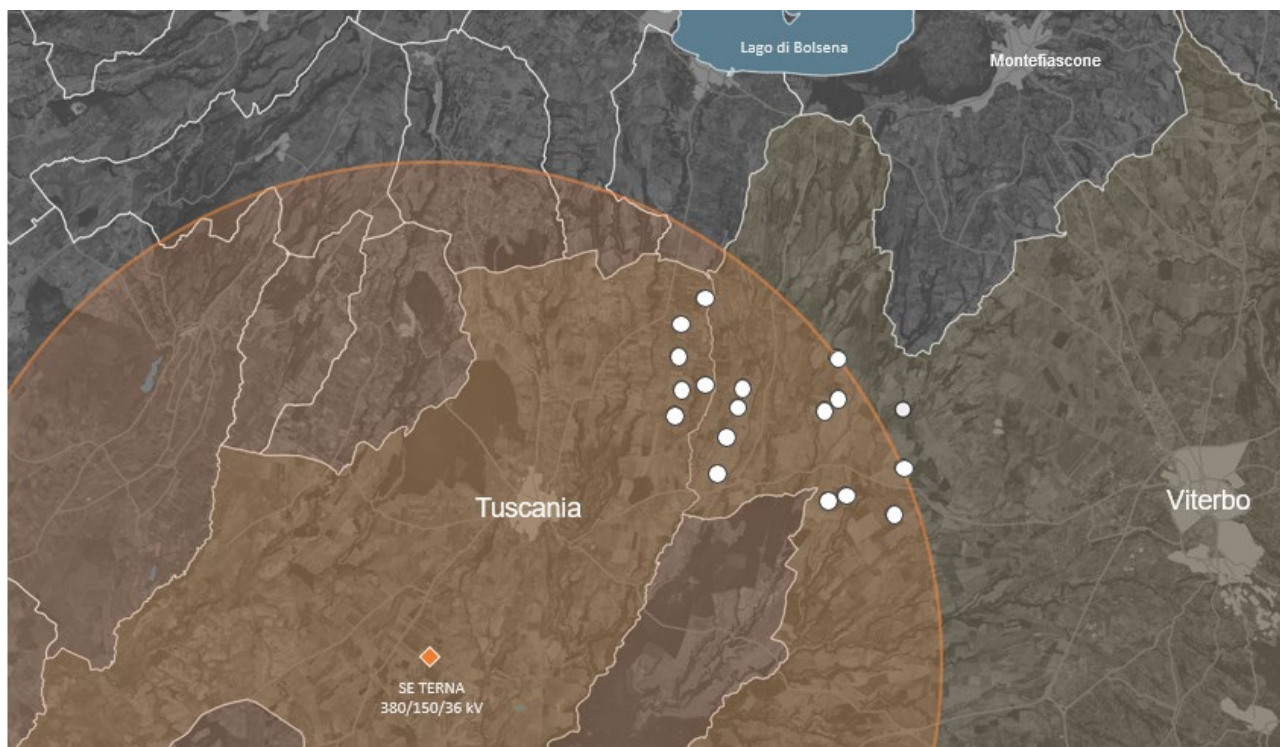 Lago di Bolsena
Montefiascone
Tuscania
Viterbo
SE TERNA
380/150/36 kV